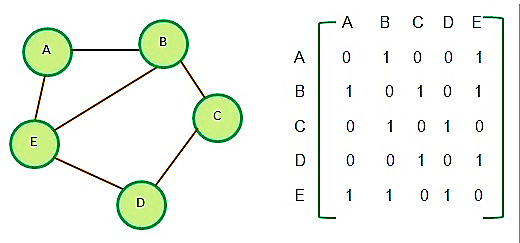 A
B
C
D
E
A B C D E
A 0 1 0 0 1
B 1 0 1 0 1
C 0 1 0 1 0
D 0 0 1 0 1
E 1 1 0 1 0